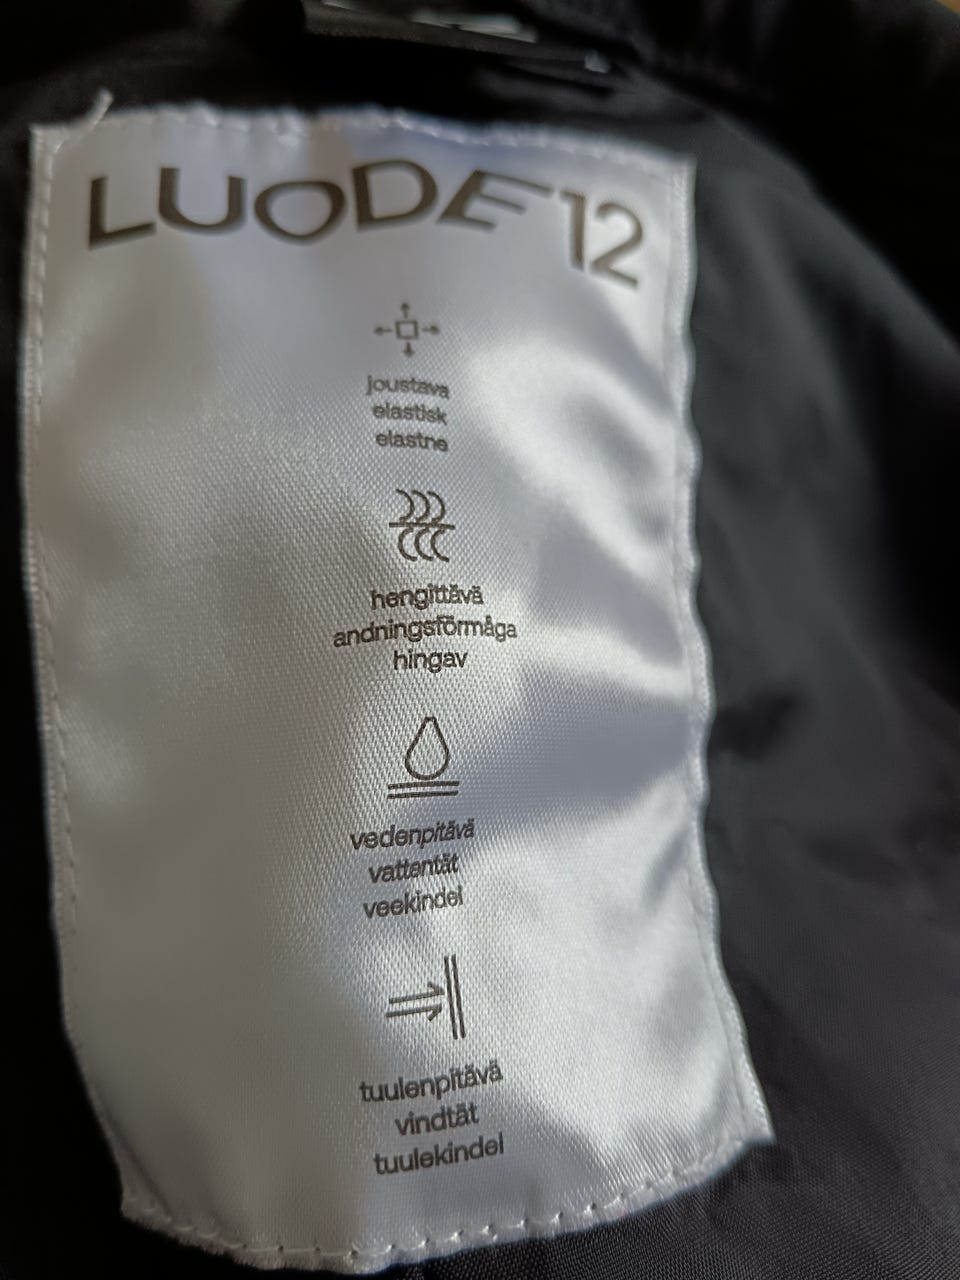 LUODE 12
joustava
elastisk
elastne
hengittävä
andningsförmåga
hingav
vedenpitävä
vattentät
veekindel
tuulenpitävä
vindtät
tuulekindel